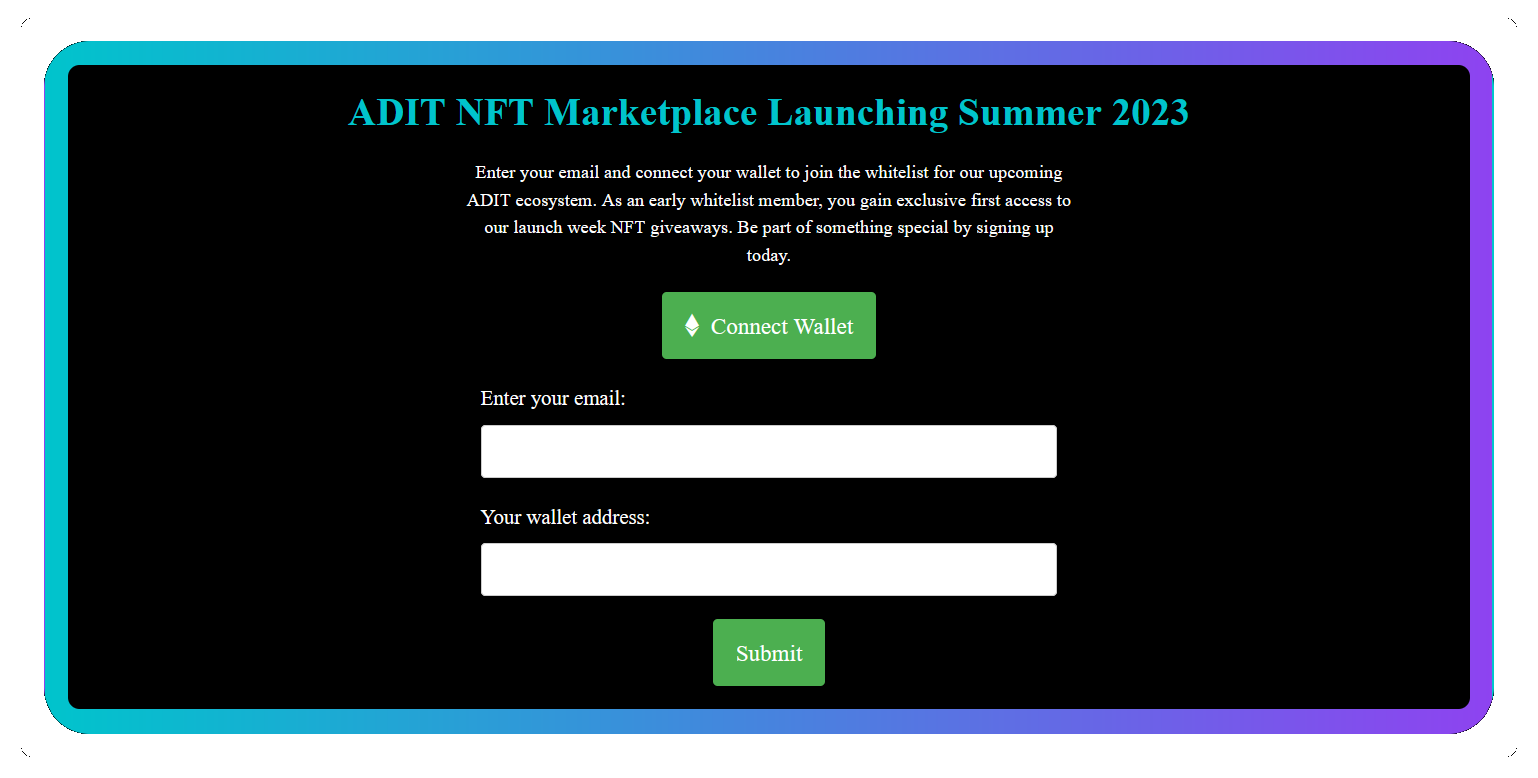 ADIT NFT Marketplace Launching Summer 2023
Enter your email and connect your wallet to join the whitelist for our upcoming
ADIT ecosystem. As an early whitelist member, you gain exclusive first access to
our launch week NFT giveaways. Be part of something special by signing up
today.
Connect Wallet
Enter your email:
Your wallet address:
Submit